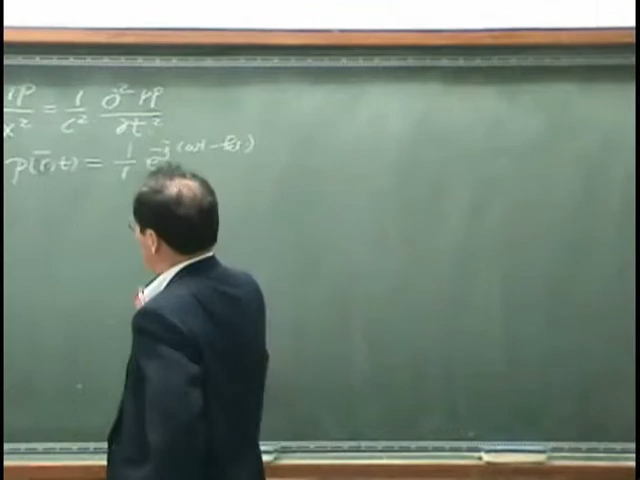 ∂²P/∂x² = 1/c² ∂²P/∂t²
p(r̄,t) = 1/r e^-j(ωt-kr)